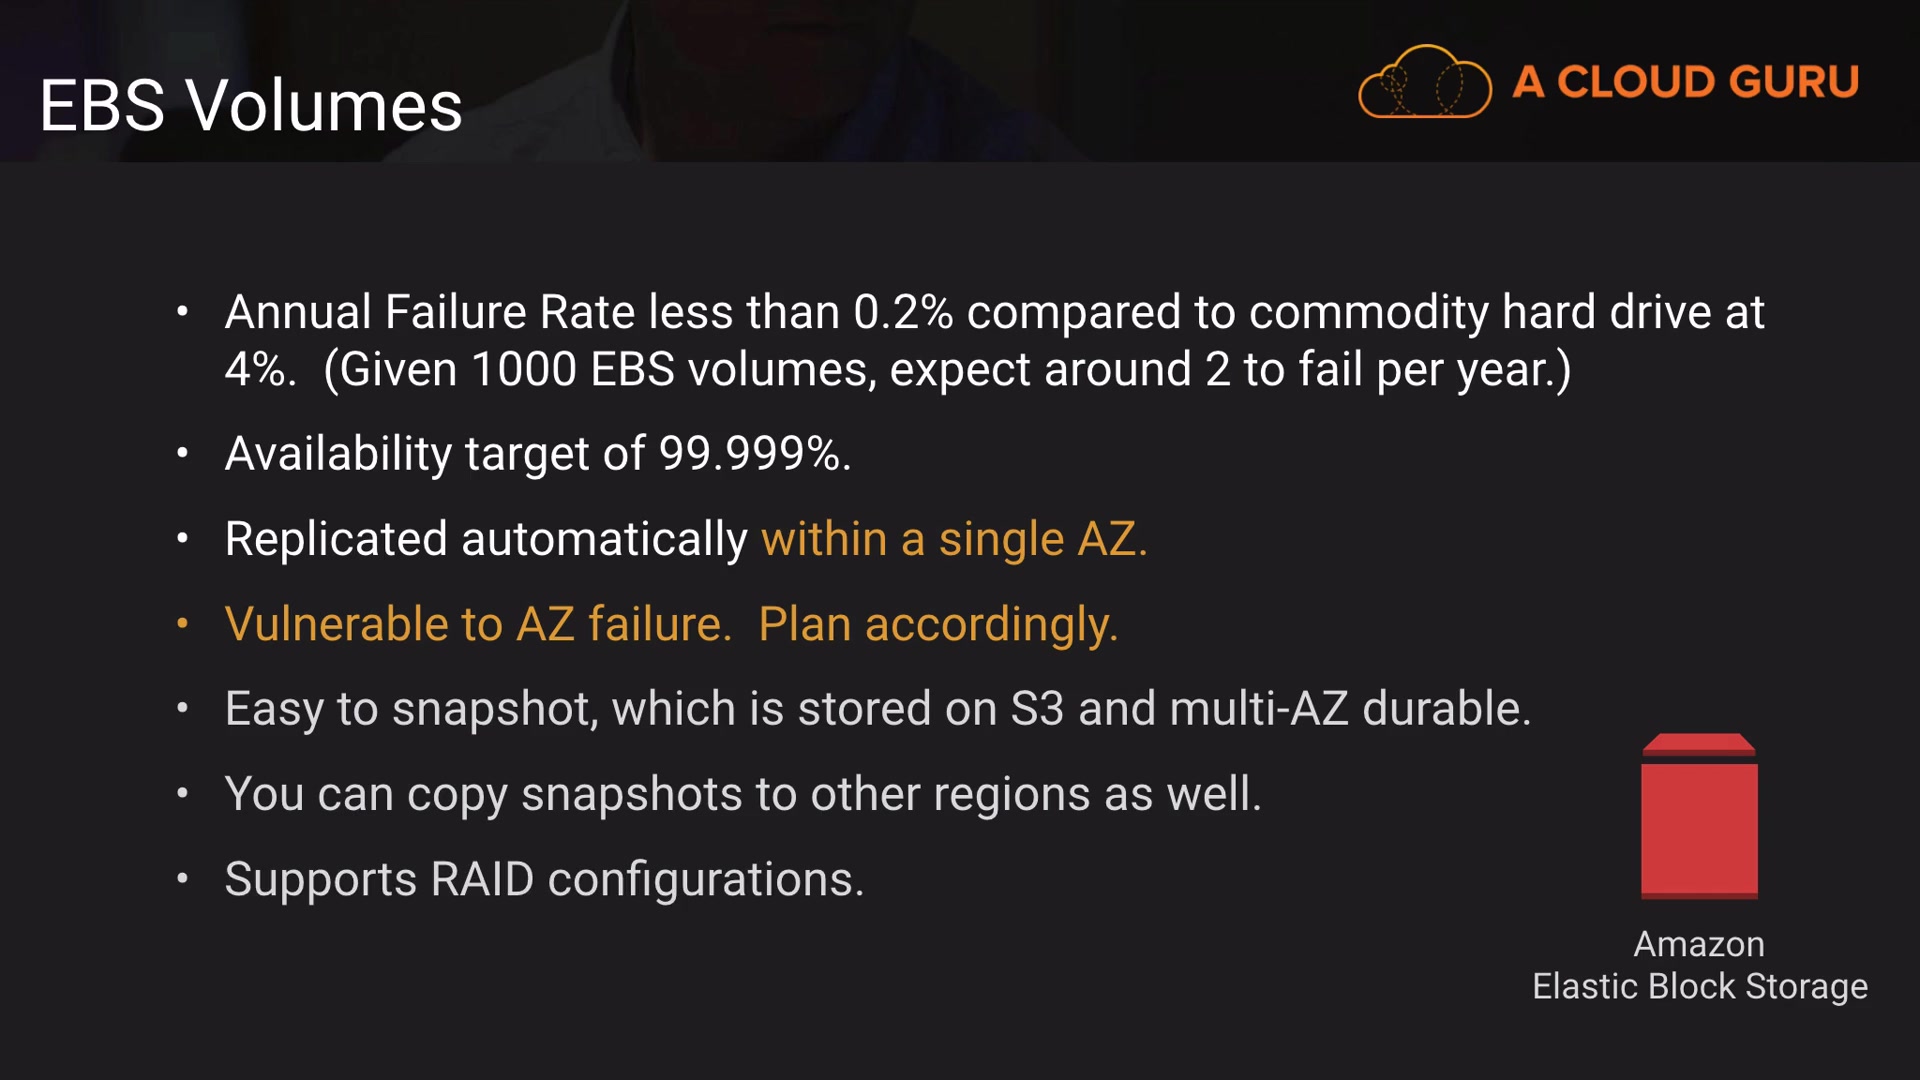 EBS Volumes
A CLOUD GURU
• Annual Failure Rate less than 0.2% compared to commodity hard drive at
4%.  (Given 1000 EBS volumes, expect around 2 to fail per year.)
• Availability target of 99.999%.
• Replicated automatically within a single AZ.
• Vulnerable to AZ failure.  Plan accordingly.
• Easy to snapshot, which is stored on S3 and multi-AZ durable.
• You can copy snapshots to other regions as well.
• Supports RAID configurations.
Amazon
Elastic Block Storage